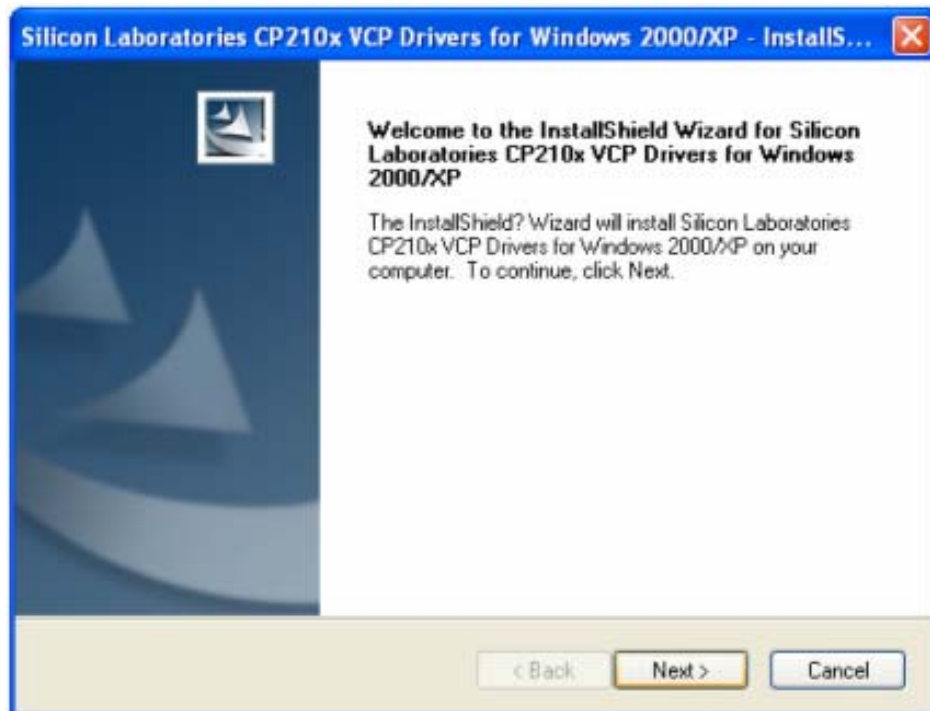 Silicon Laboratories CP210x VCP Drivers for Windows 2000/XP - InstallS...
Welcome to the InstallShield Wizard for Silicon
Laboratories CP210x VCP Drivers for Windows
2000/XP
The InstallShield? Wizard will install Silicon Laboratories
CP210x VCP Drivers for Windows 2000/XP on your
computer. To continue, click Next.
< Back
Next >
Cancel